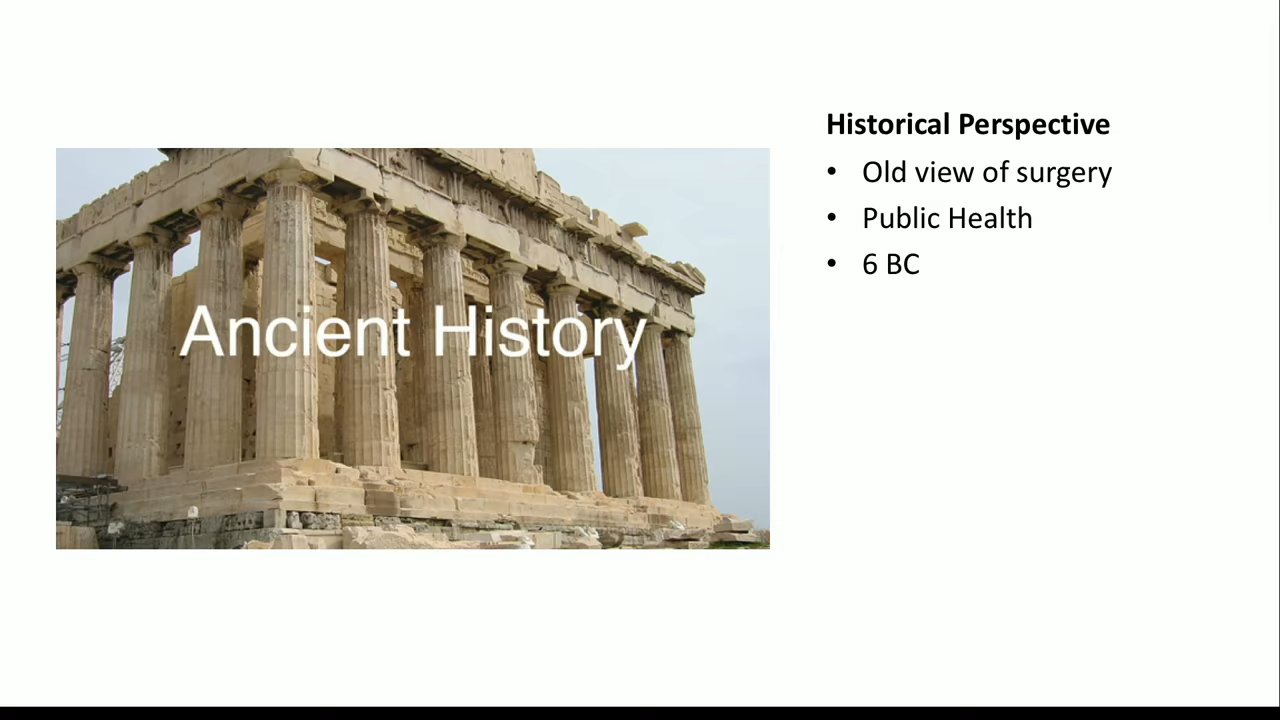 Ancient History
Historical Perspective
• Old view of surgery
• Public Health
• 6 BC